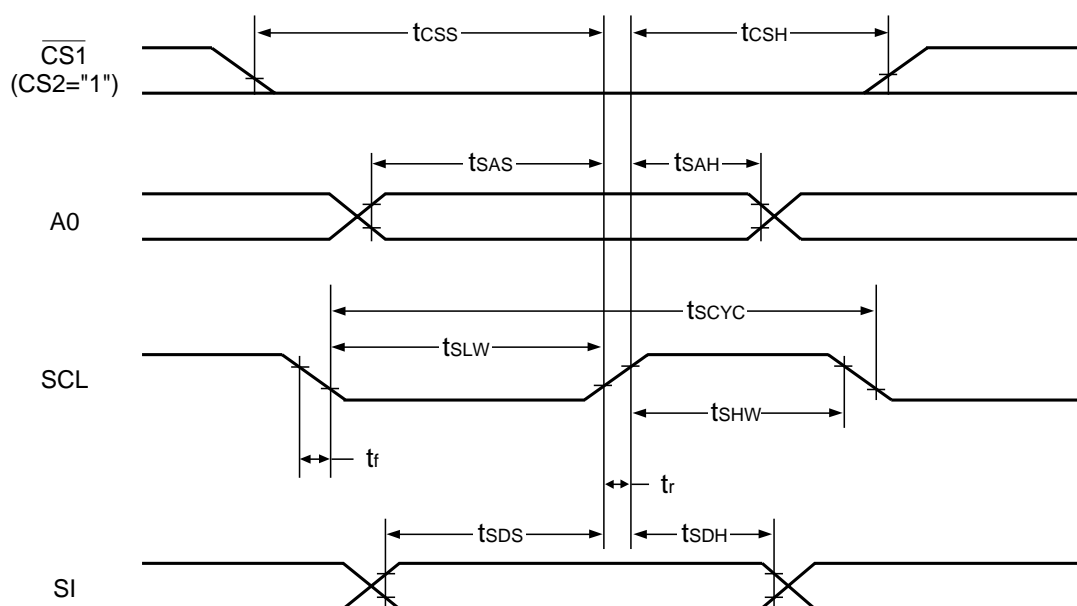 tCSS
tCSH
CS1
(CS2="1")
tSAS
tSAH
A0
tSCYC
tSLW
SCL
tSHW
tf
tr
tSDS
tSDH
SI